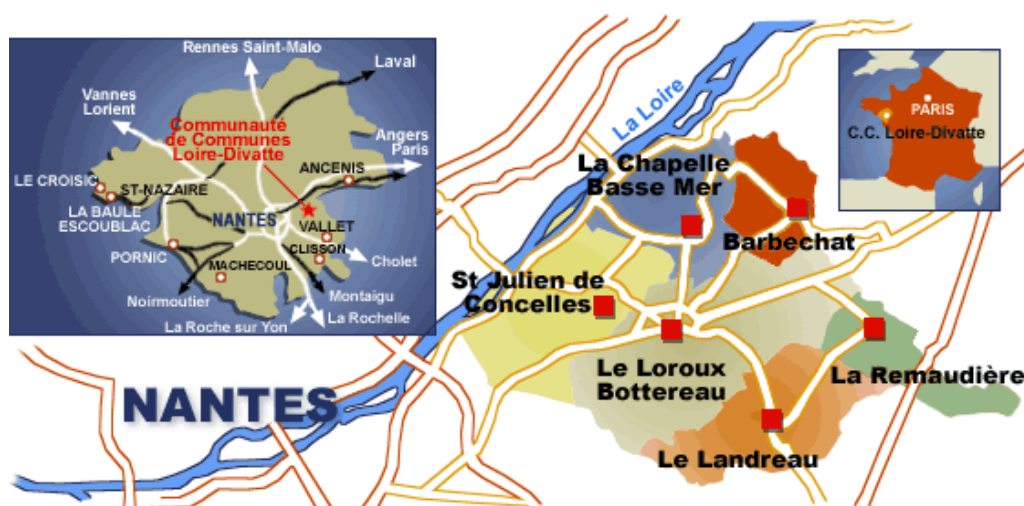 Rennes Saint-Malo
Laval
Vannes
Lorient
Communauté
de Communes
Loire-Divatte
Angers
Paris
ANCENIS
LE CROISIC
ST-NAZAIRE
LA BAULE
ESCOUBLAC
NANTES
VALLET
CLISSON
PORNIC
MACHECOUL
Cholet
Noirmoutier
Montaigu
La Rochelle
La Roche sur Yon
La Loire
PARIS
C.C. Loire-Divatte
La Chapelle
Basse Mer
Barbechat
St Julien de
Concelles
Le Loroux
Bottereau
La Remaudière
NANTES
Le Landreau